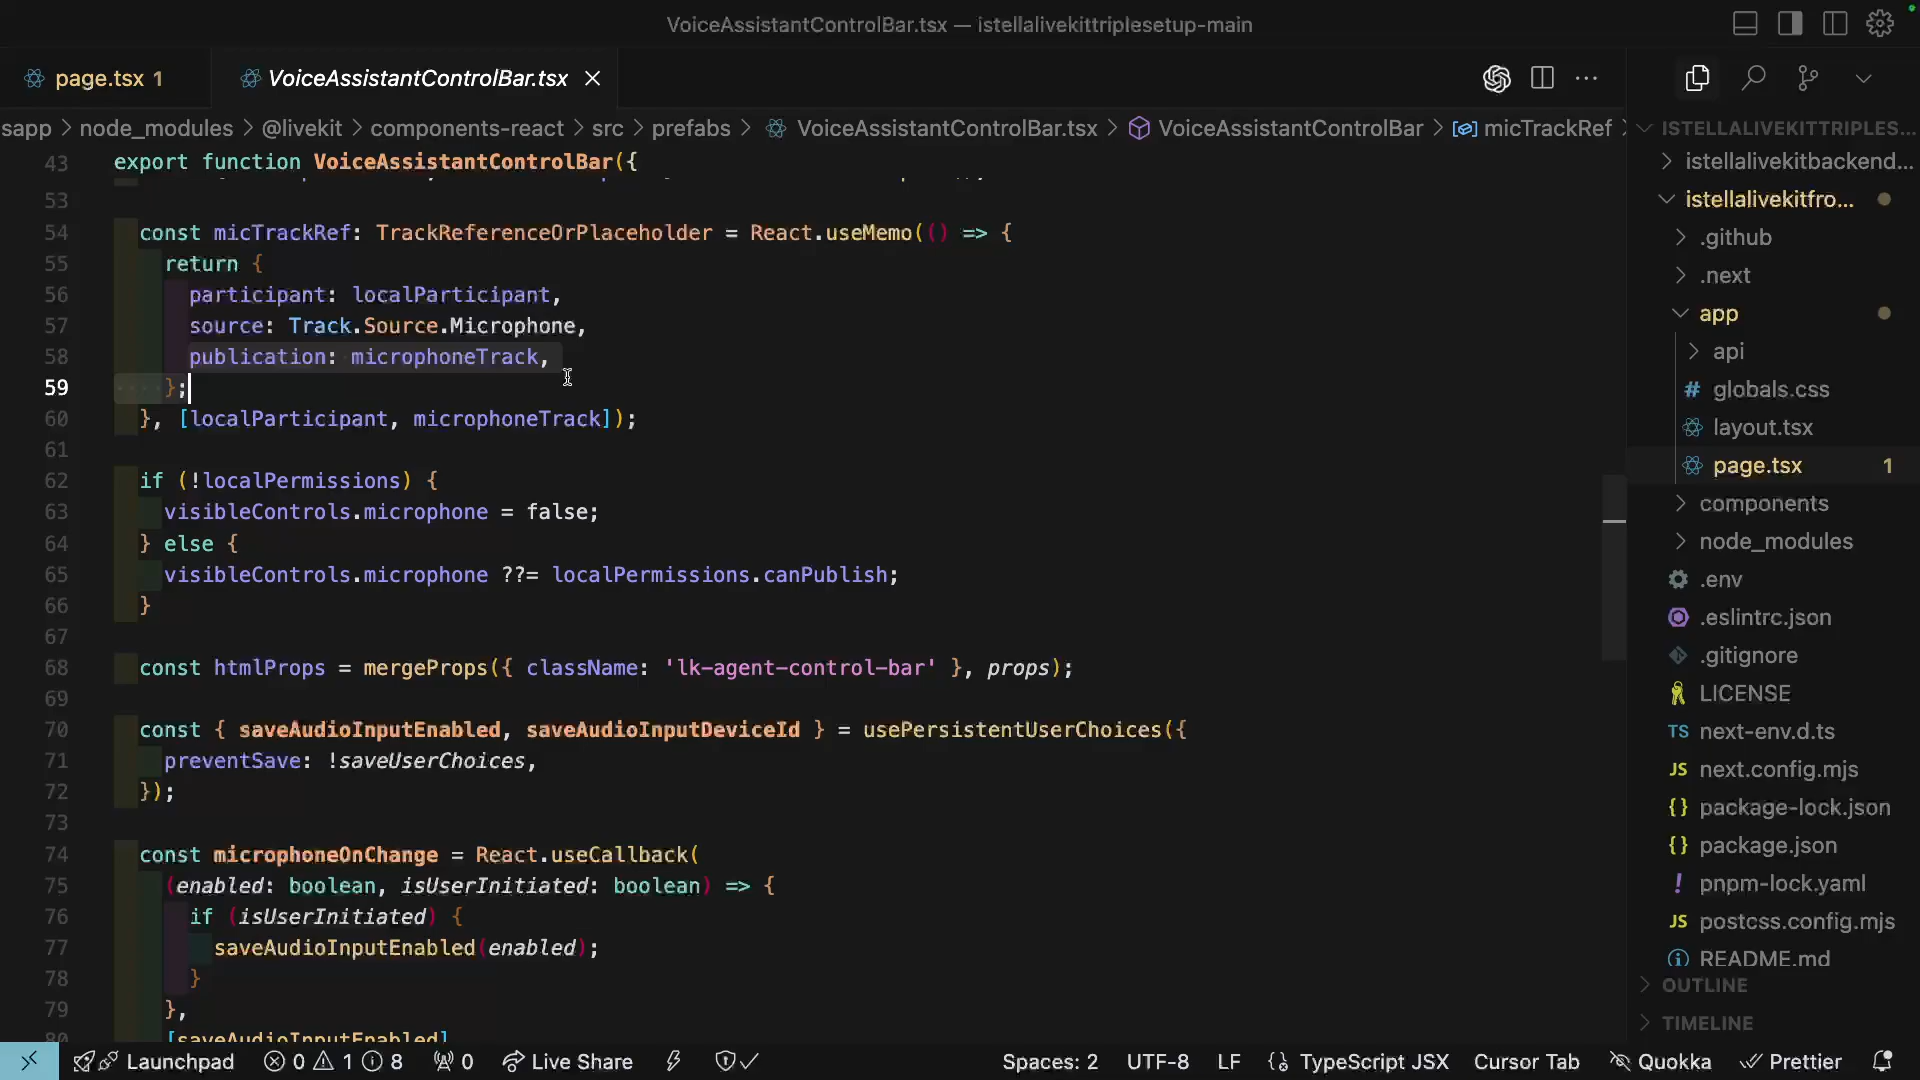 VoiceAssistantControlBar.tsx — istellalivekittriplesetup-main
page.tsx 1
VoiceAssistantControlBar.tsx
sapp > node_modules > @livekit > components-react > src > prefabs > VoiceAssistantControlBar.tsx > VoiceAssistantControlBar > micTrackRef
43 export function VoiceAssistantControlBar({
53
54 const micTrackRef: TrackReferenceOrPlaceholder = React.useMemo(() => {
55 return {
56 participant: localParticipant,
57 source: Track.Source.Microphone,
58 publication: microphoneTrack,
59 };
60 }, [localParticipant, microphoneTrack]);
61
62 if (!localPermissions) {
63 visibleControls.microphone = false;
64 } else {
65 visibleControls.microphone ??= localPermissions.canPublish;
66 }
67
68 const htmlProps = mergeProps({ className: 'lk-agent-control-bar' }, props);
69
70 const { saveAudioInputEnabled, saveAudioInputDeviceId } = usePersistentUserChoices({
71 preventSave: !saveUserChoices,
72 });
73
74 const microphoneOnChange = React.useCallback(
75 (enabled: boolean, isUserInitiated: boolean) => {
76 if (isUserInitiated) {
77 saveAudioInputEnabled(enabled);
78 }
79 },
80 [saveAudioInputEnabled]
ISTELLALIVEKITTRIPLES...
istellalivekitbackend...
istellalivekitfro...
.github
.next
app
api
# globals.css
layout.tsx
page.tsx 1
components
node_modules
.env
.eslintrc.json
.gitignore
LICENSE
TS next-env.d.ts
JS next.config.mjs
{} package-lock.json
{} package.json
! pnpm-lock.yaml
JS postcss.config.mjs
README.md
OUTLINE
TIMELINE
Launchpad 0 1 8 0 Live Share Spaces: 2 UTF-8 LF {} TypeScript JSX Cursor Tab Quokka Prettier